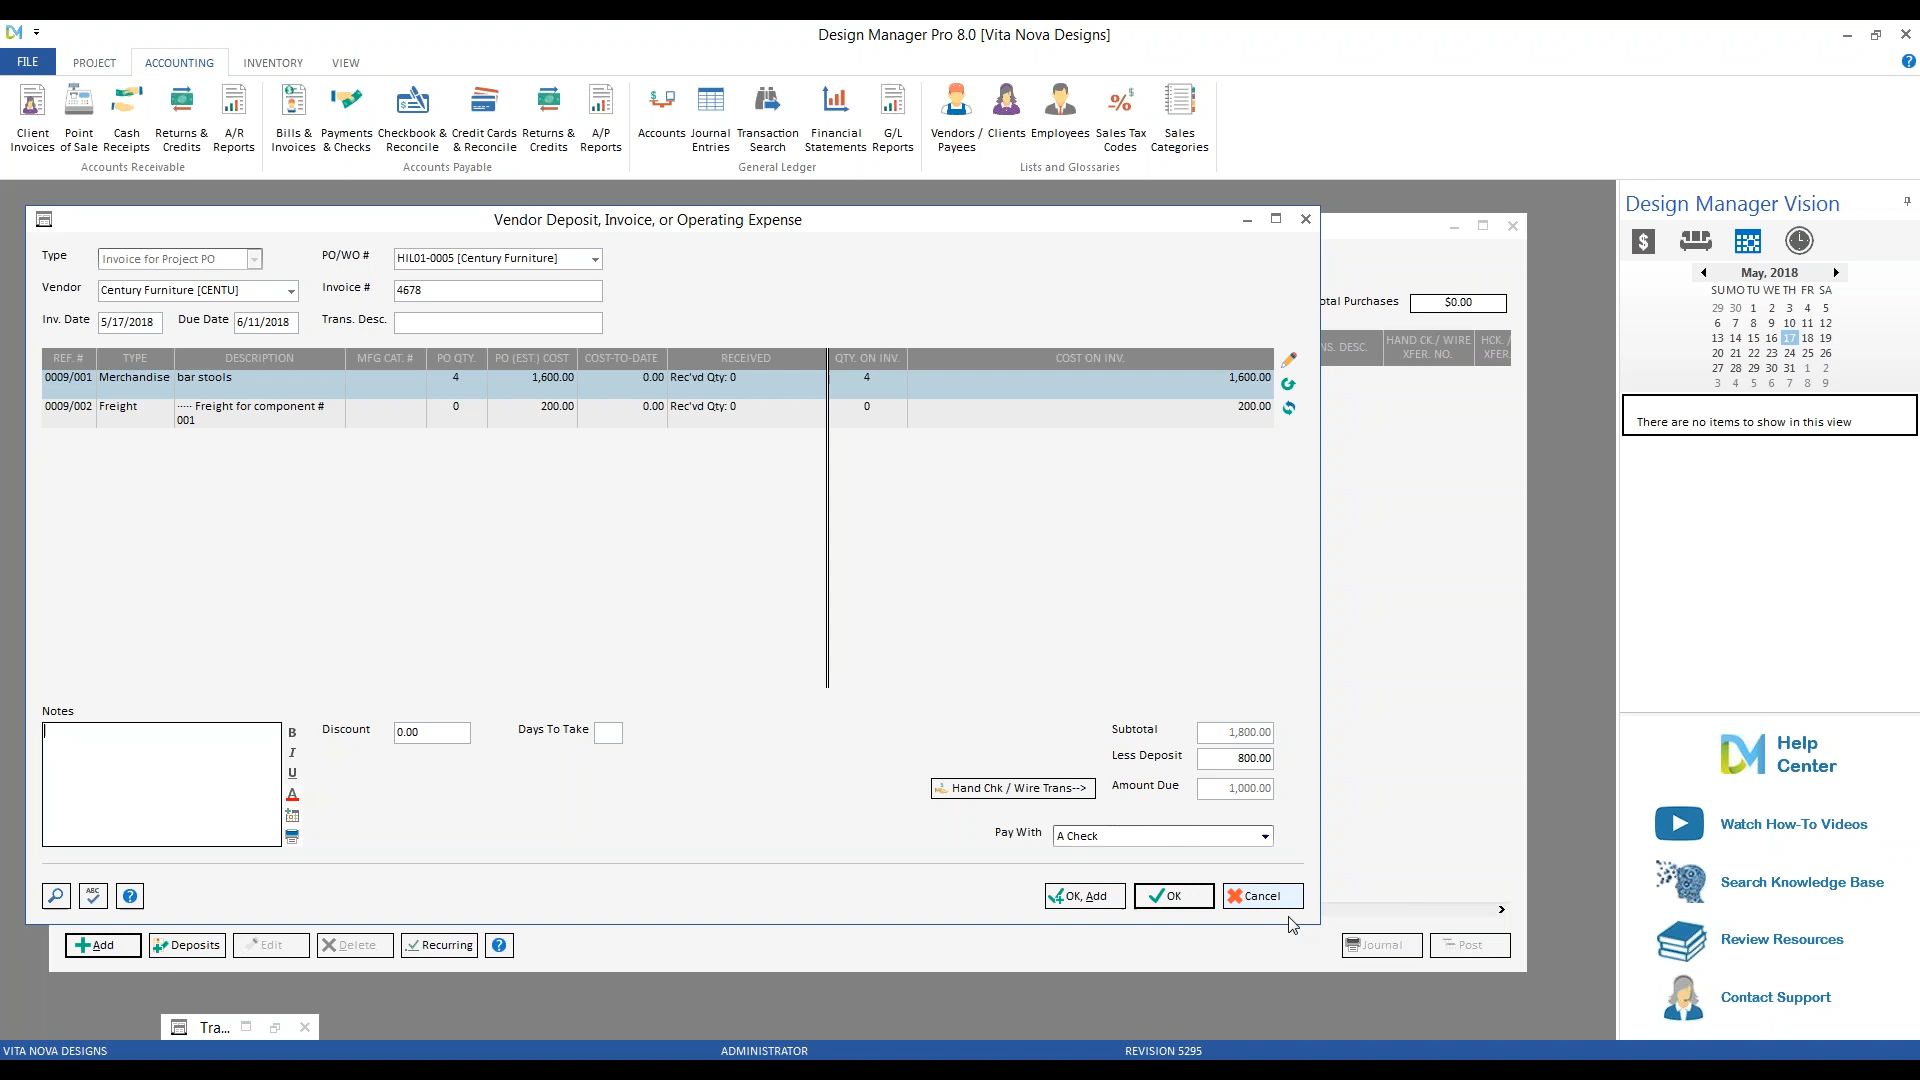 Design Manager Pro 8.0 [Vita Nova Designs]
FILE PROJECT ACCOUNTING INVENTORY VIEW
Client Invoices Point of Sale Cash Receipts Returns & Credits A/R Reports Bills & Invoices Payments & Checks Checkbook & Reconcile Credit Cards & Reconcile Returns & Credits A/P Reports Accounts Journal Entries Transaction Search Financial Statements G/L Reports Vendors / Payees Clients Employees Sales Tax Codes Sales Categories
Accounts Receivable Accounts Payable General Ledger Lists and Glossaries
Vendor Deposit, Invoice, or Operating Expense
Type Invoice for Project PO PO/WO # HIL01-0005 [Century Furniture]
Vendor Century Furniture [CENTU] Invoice # 4678
Inv. Date 5/17/2018 Due Date 6/11/2018 Trans. Desc.
REF. # TYPE DESCRIPTION MFG CAT. # PO QTY. PO (EST.) COST COST-TO-DATE RECEIVED QTY. ON INV. COST ON INV.
0009/001 Merchandise bar stools 4 1,600.00 0.00 Rec'vd Qty: 0 4 1,600.00
0009/002 Freight ····· Freight for component # 0 200.00 0.00 Rec'vd Qty: 0 0 200.00
001
Notes
B
I
U
A
Discount 0.00 Days To Take
Subtotal 1,800.00
Less Deposit 800.00
Hand Chk / Wire Trans--> Amount Due 1,000.00
Pay With A Check
ABC
OK, Add OK Cancel
otal Purchases $0.00
NS. DESC. HAND CK./ WIRE HCK. /
XFER. NO. XFER.
Add Deposits Edit Delete Recurring Journal Post
Tra...
Design Manager Vision
May, 2018
SU MO TU WE TH FR SA
29 30 1 2 3 4 5
6 7 8 9 10 11 12
13 14 15 16 17 18 19
20 21 22 23 24 25 26
27 28 29 30 31 1 2
3 4 5 6 7 8 9
There are no items to show in this view
DM Help
Center
Watch How-To Videos
Search Knowledge Base
Review Resources
Contact Support
VITA NOVA DESIGNS ADMINISTRATOR REVISION 5295